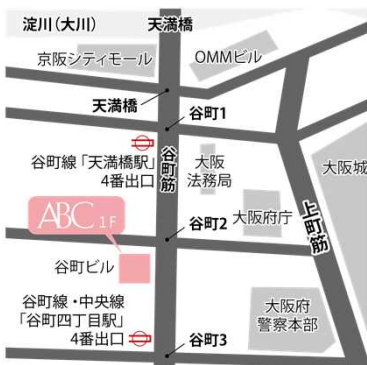 淀川(大川)
天満橋
京阪シティモール
OMMビル
天満橋
谷町1
谷町線「天満橋駅」
4番出口
谷町筋
大阪
法務局
大阪城
ABC 1F
谷町2
大阪府庁
上町筋
谷町ビル
谷町線・中央線
「谷町四丁目駅」
4番出口
大阪府
警察本部
谷町3